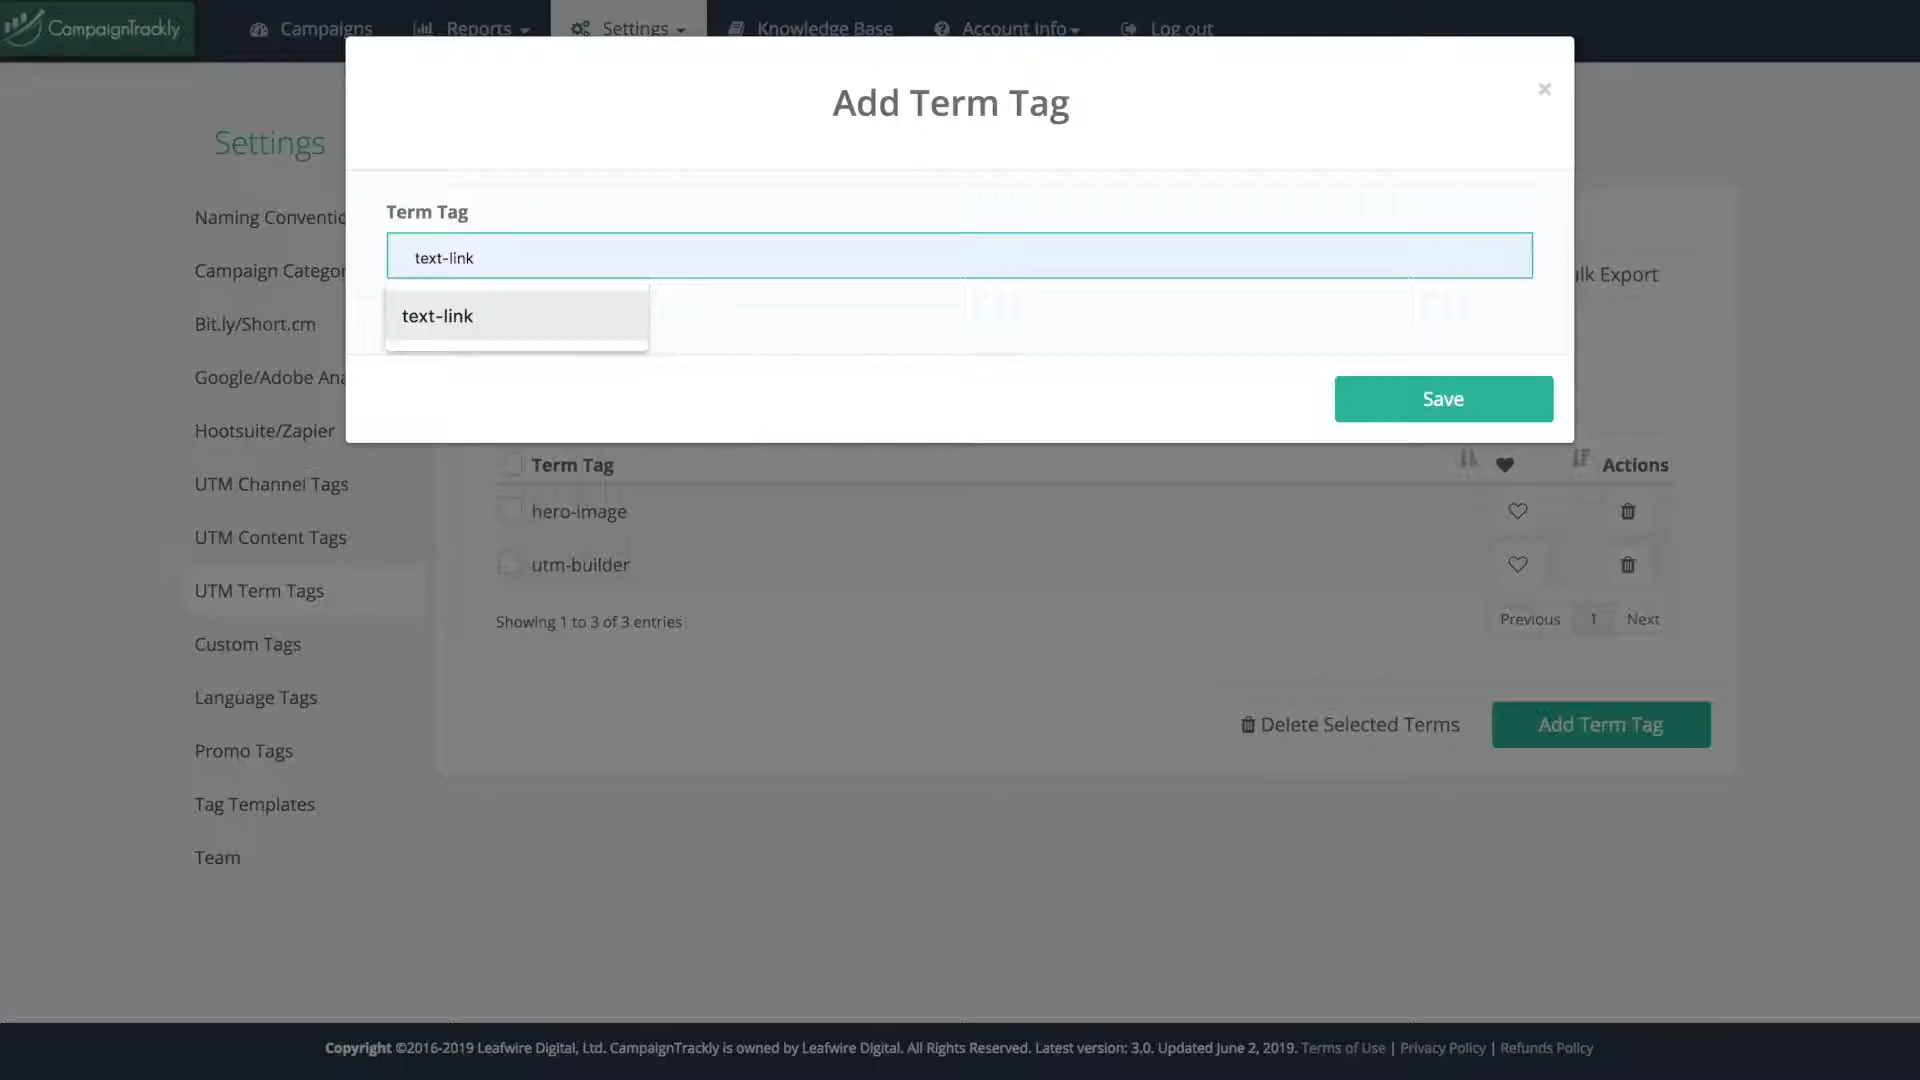 CampaignTrackly
Campaigns
Reports
Settings
Knowledge Base
Account Info
Log out
Add Term Tag
×
Settings
Naming Conventic
Term Tag
text-link
Campaign Categor
lk Export
text-link
Bit.ly/Short.cm
Google/Adobe Ana
Save
Hootsuite/Zapier
Term Tag
Actions
UTM Channel Tags
hero-image
UTM Content Tags
utm-builder
UTM Term Tags
Showing 1 to 3 of 3 entries
Previous 1 Next
Custom Tags
Language Tags
Delete Selected Terms
Add Term Tag
Promo Tags
Tag Templates
Team
Copyright ©2016-2019 Leafwire Digital, Ltd. CampaignTrackly is owned by Leafwire Digital. All Rights Reserved. Latest version: 3.0. Updated June 2, 2019. Terms of Use | Privacy Policy | Refunds Policy